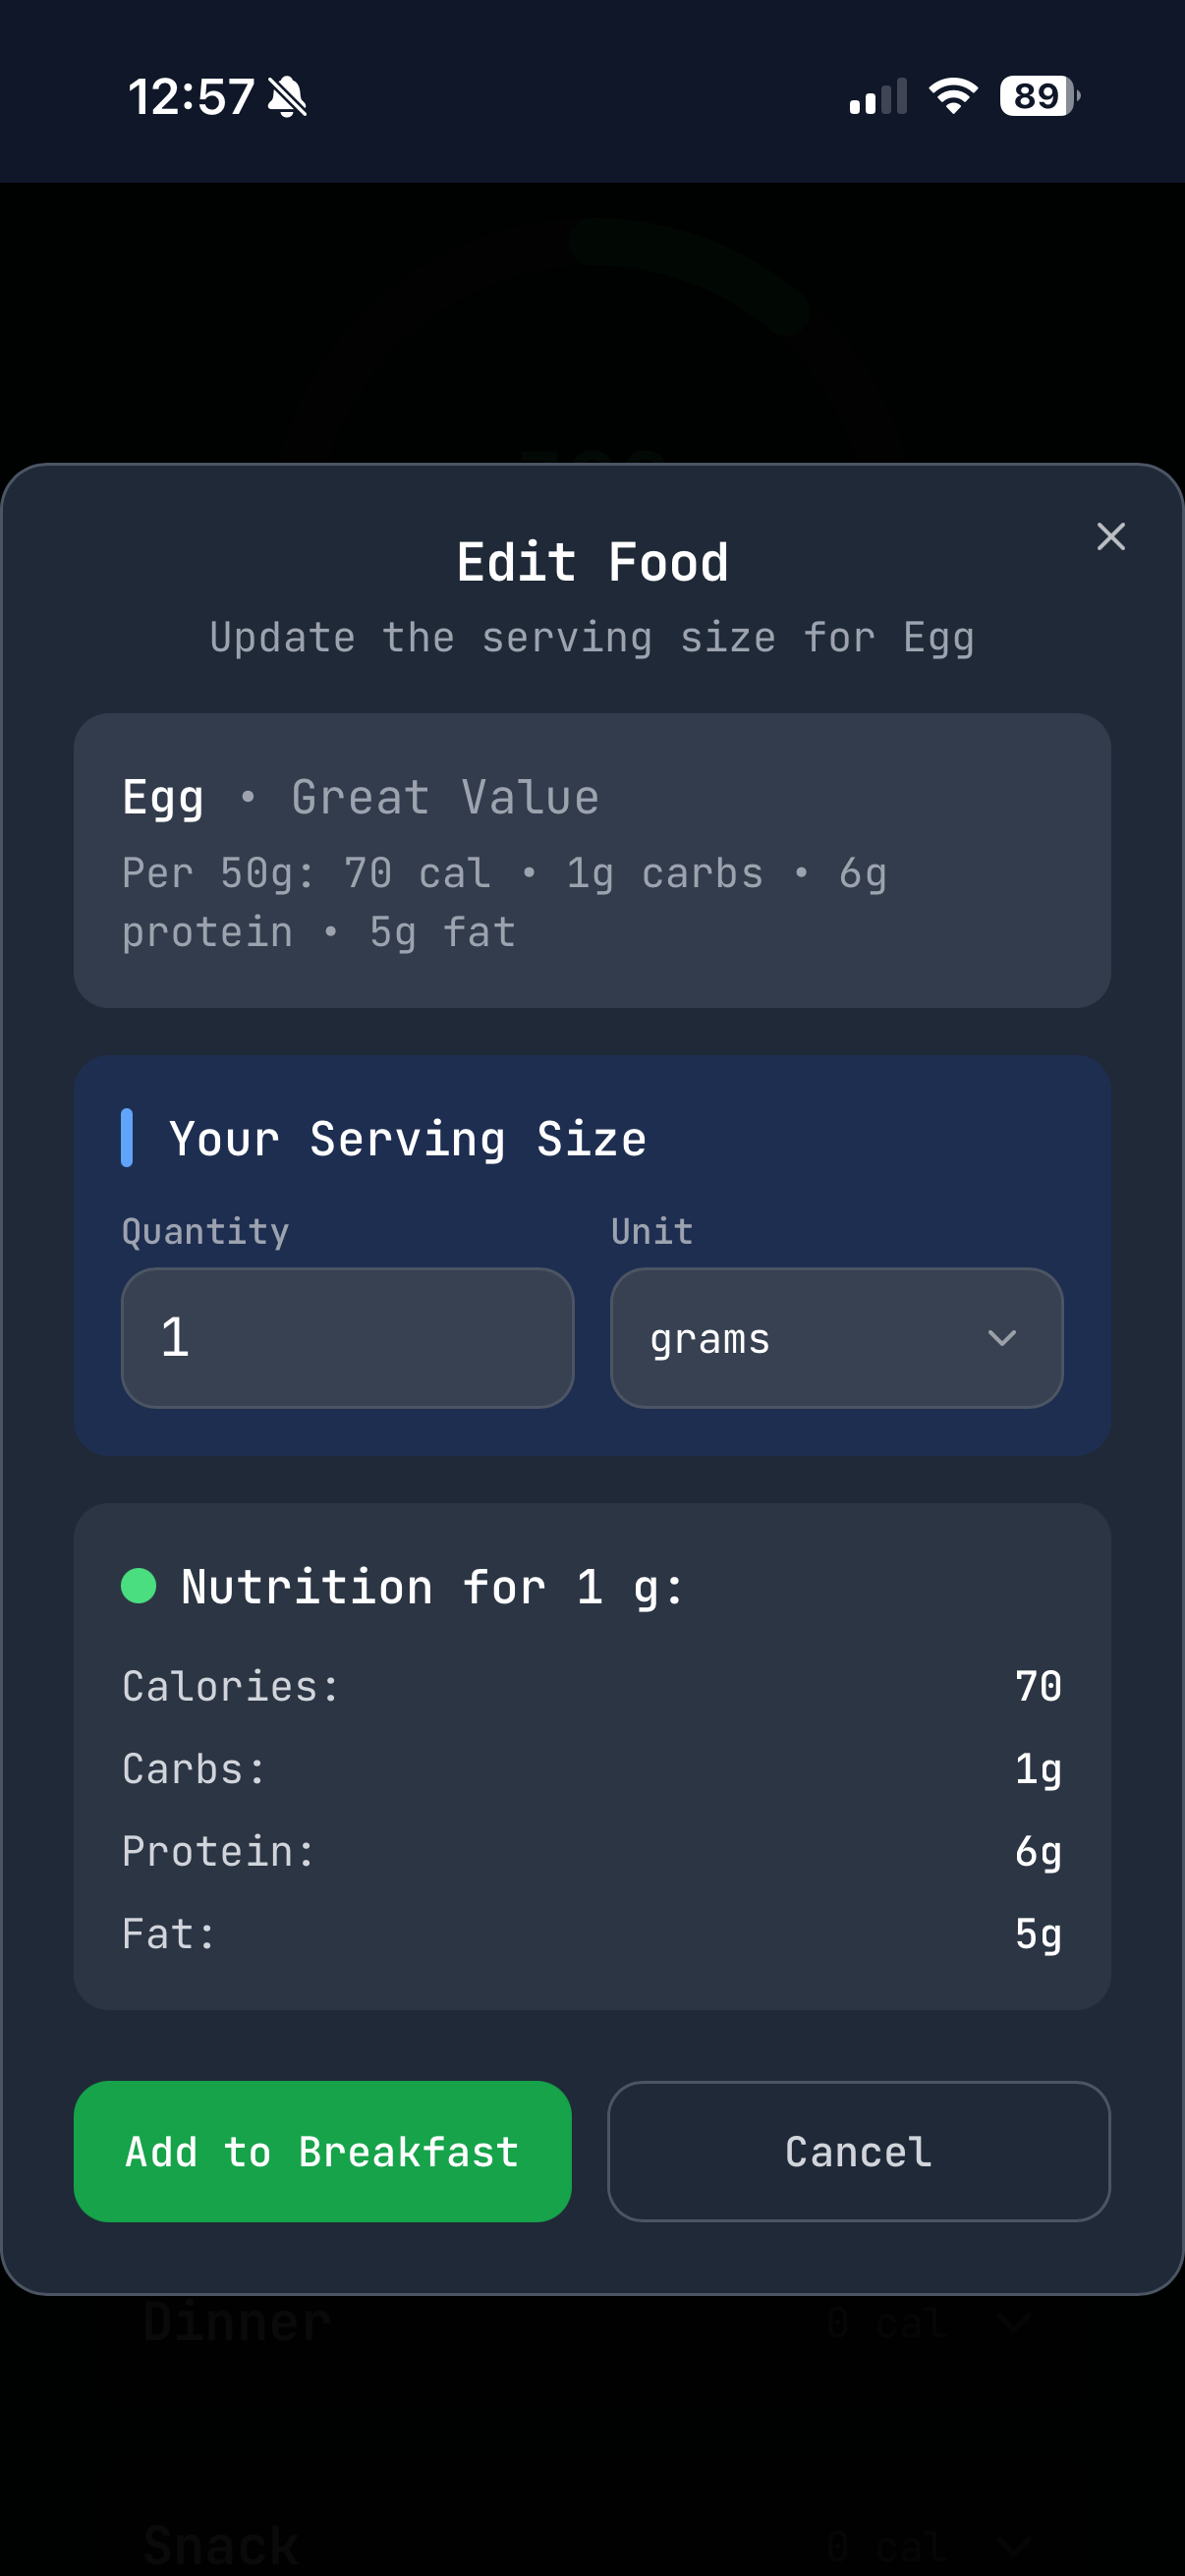 12:57
89
Edit Food
Update the serving size for Egg
Egg • Great Value
Per 50g: 70 cal • 1g carbs • 6g
protein • 5g fat
Your Serving Size
Quantity Unit
1 grams
Nutrition for 1 g:
Calories: 70
Carbs: 1g
Protein: 6g
Fat: 5g
Add to Breakfast Cancel
Dinner 0 cal
Snack 0 cal